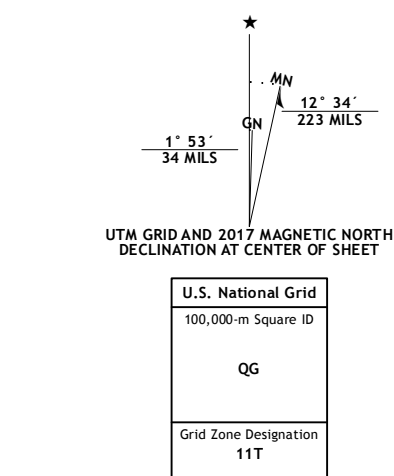 ★
MN
GN
12° 34´
223 MILS
1° 53´
34 MILS
UTM GRID AND 2017 MAGNETIC NORTH
DECLINATION AT CENTER OF SHEET
U.S. National Grid
100,000-m Square ID
QG
Grid Zone Designation
11T